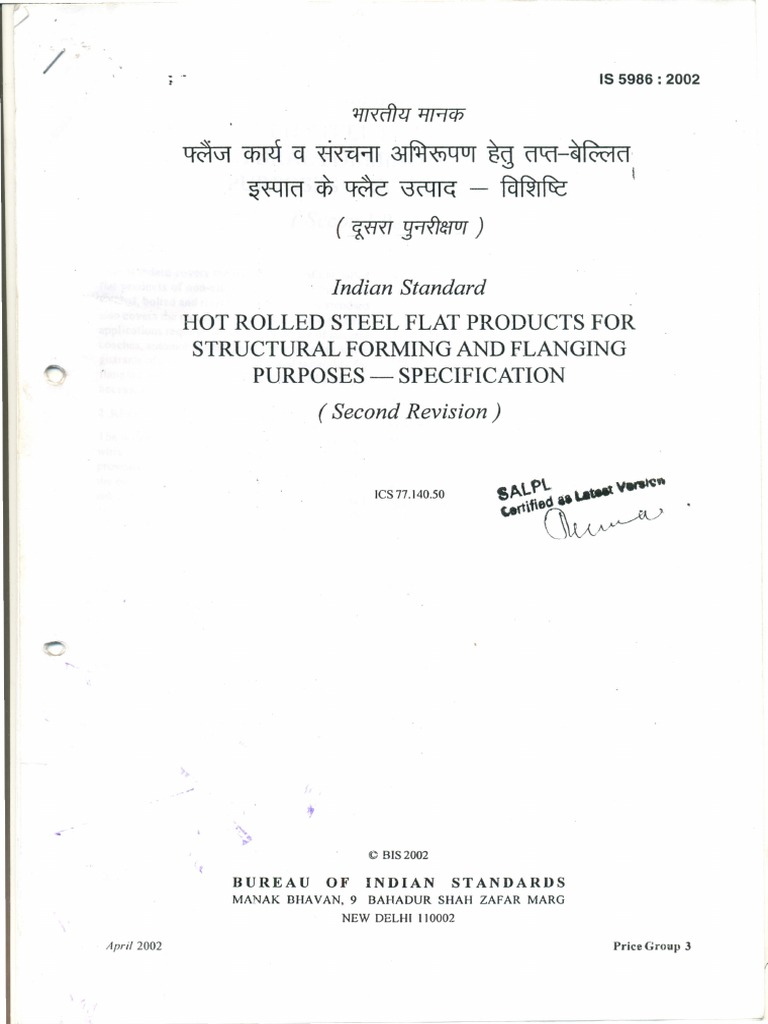 IS 5986 : 2002
भारतीय मानक
फ्लैंज कार्य व संरचना अभिरूपण हेतु तप्त-बेल्लित
इस्पात के फ्लैट उत्पाद — विशिष्टि
( दूसरा पुनरीक्षण )
Indian Standard
HOT ROLLED STEEL FLAT PRODUCTS FOR
STRUCTURAL FORMING AND FLANGING
PURPOSES — SPECIFICATION
( Second Revision )
ICS 77.140.50
SALPL
Certified as Latest Version
© BIS 2002
BUREAU OF INDIAN STANDARDS
MANAK BHAVAN, 9 BAHADUR SHAH ZAFAR MARG
NEW DELHI 110002
April 2002
Price Group 3